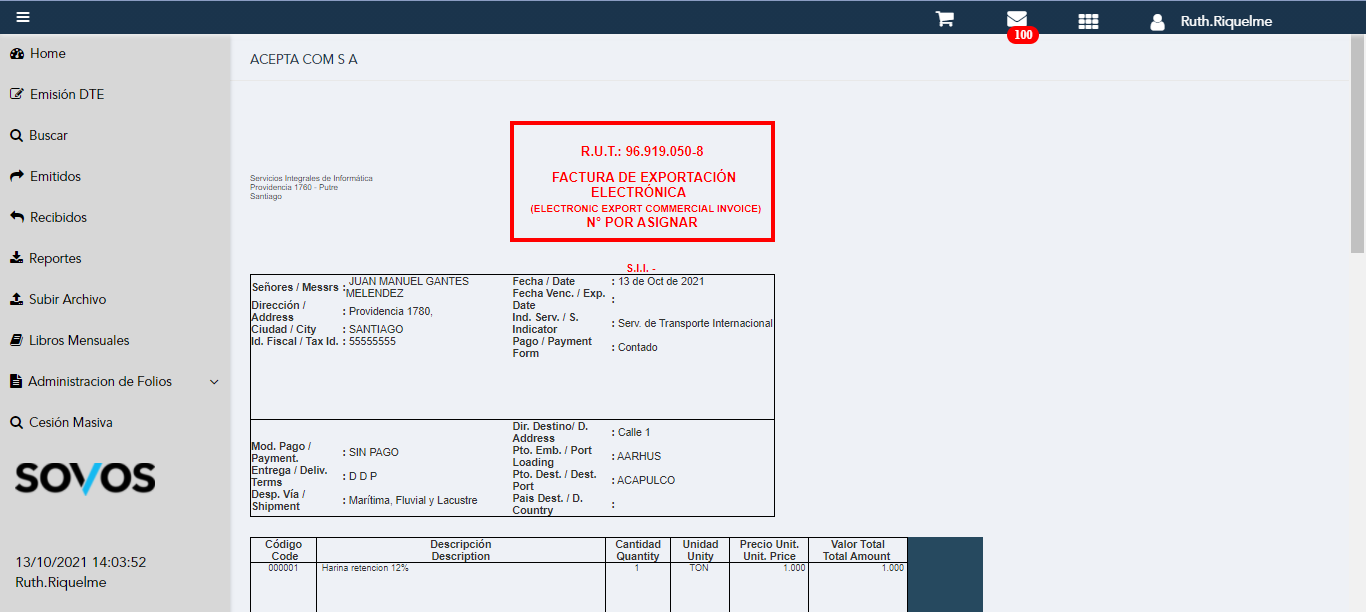 100
Ruth.Riquelme
Home
Emisión DTE
Buscar
Emitidos
Recibidos
Reportes
Subir Archivo
Libros Mensuales
Administracion de Folios
Cesión Masiva
SOVOS
13/10/2021 14:03:52
Ruth.Riquelme
ACEPTA COM S A
Servicios Integrales de Informática
Providencia 1760 - Putre
Santiago
R.U.T.: 96.919.050-8
FACTURA DE EXPORTACIÓN
ELECTRÓNICA
(ELECTRONIC EXPORT COMMERCIAL INVOICE)
N° POR ASIGNAR
S.I.I. -
Señores / Messrs : JUAN MANUEL GANTES
MELENDEZ
Dirección /
Address : Providencia 1780,
Ciudad / City : SANTIAGO
Id. Fiscal / Tax Id. : 55555555
Fecha / Date : 13 de Oct de 2021
Fecha Venc. / Exp.
Date :
Ind. Serv. / S.
Indicator : Serv. de Transporte Internacional
Pago / Payment
Form : Contado
Mod. Pago /
Payment. : SIN PAGO
Entrega / Deliv.
Terms : D D P
Desp. Vía /
Shipment : Marítima, Fluvial y Lacustre
Dir. Destino/ D.
Address : Calle 1
Pto. Emb. / Port
Loading : AARHUS
Pto. Dest. / Dest.
Port : ACAPULCO
Pais Dest. / D.
Country :
Código Descripción Cantidad Unidad Precio Unit. Valor Total
Code Description Quantity Unity Unit. Price Total Amount
000001 Harina retencion 12% 1 TON 1.000 1.000